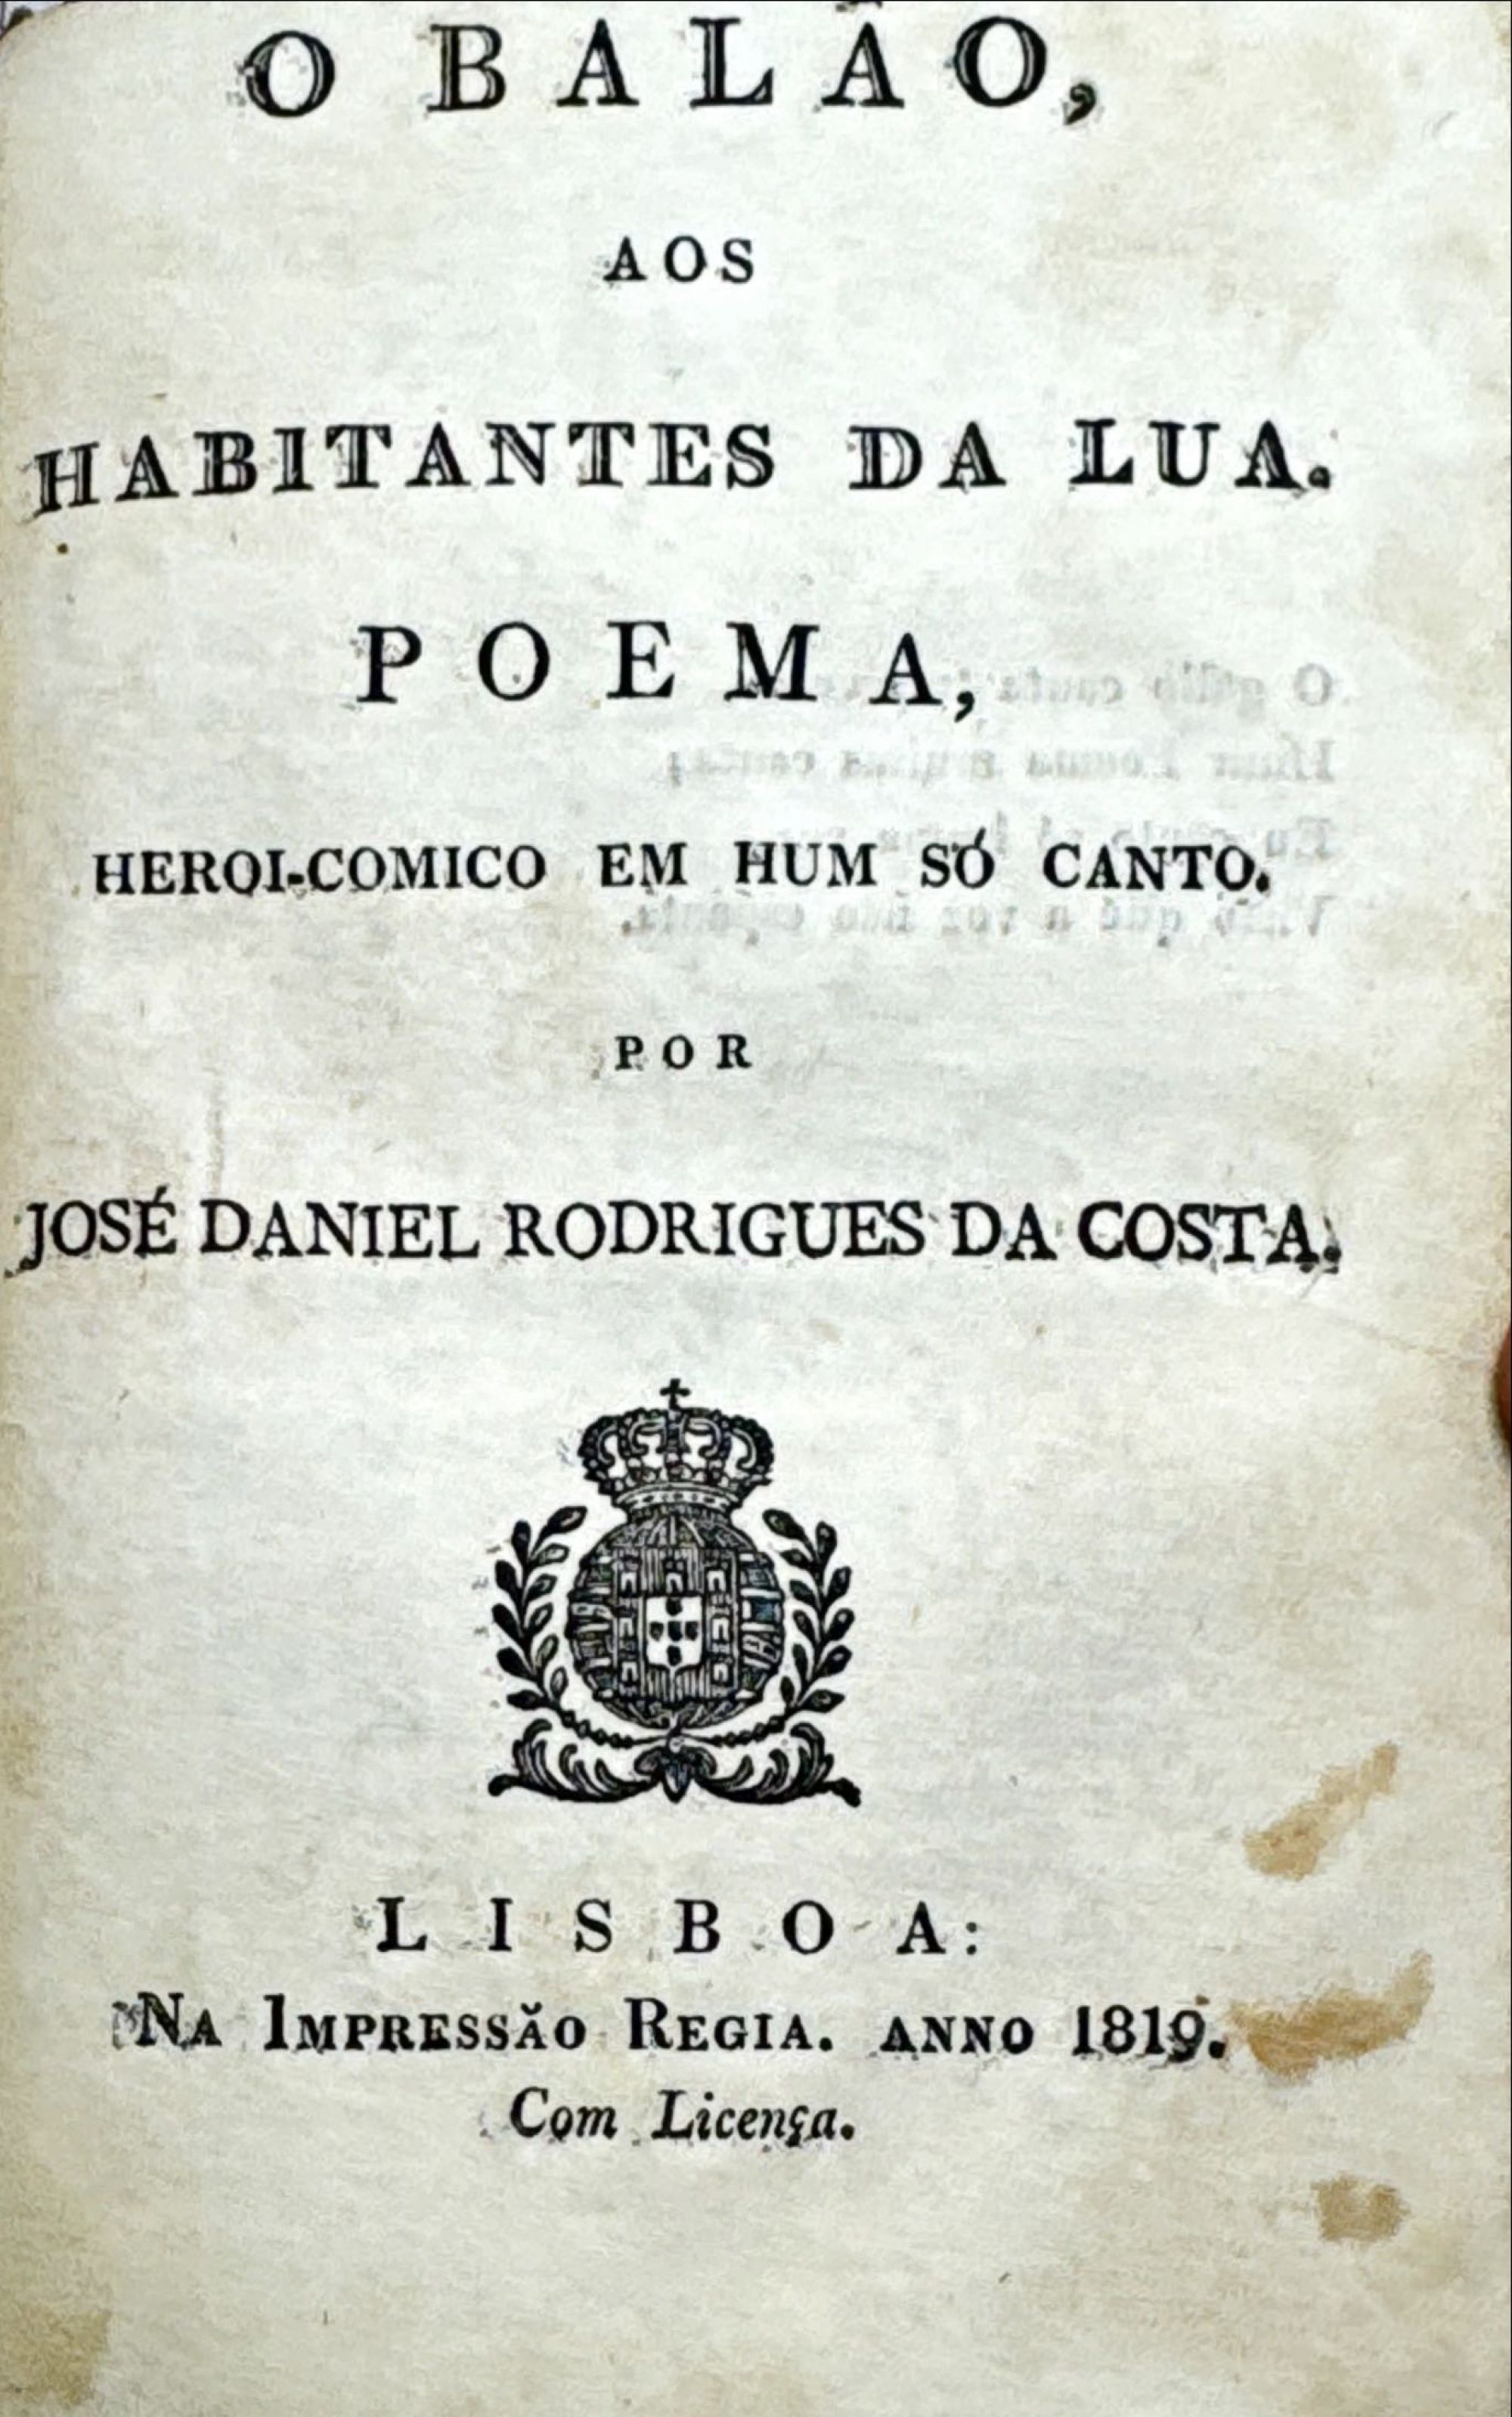 O BALÃO,
AOS
HABITANTES DA LUA.
POEMA,
HEROI-COMICO EM HUM SÓ CANTO.
POR
JOSÉ DANIEL RODRIGUES DA COSTA.
LISBOA:
NA IMPRESSÃO REGIA. ANNO 1819.
Com Licença.